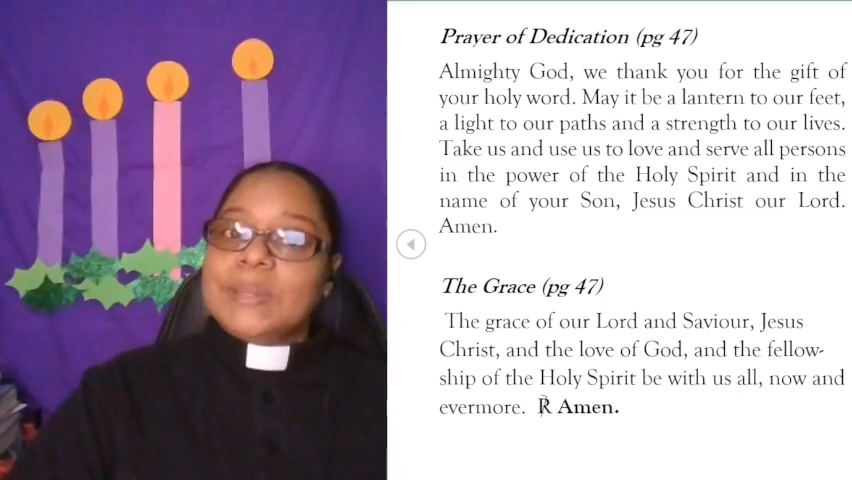 Prayer of Dedication (pg 47)
Almighty God, we thank you for the gift of
your holy word. May it be a lantern to our feet,
a light to our paths and a strength to our lives.
Take us and use us to love and serve all persons
in the power of the Holy Spirit and in the
name of your Son, Jesus Christ our Lord.
Amen.
The Grace (pg 47)
The grace of our Lord and Saviour, Jesus
Christ, and the love of God, and the fellow-
ship of the Holy Spirit be with us all, now and
evermore. ℟ Amen.